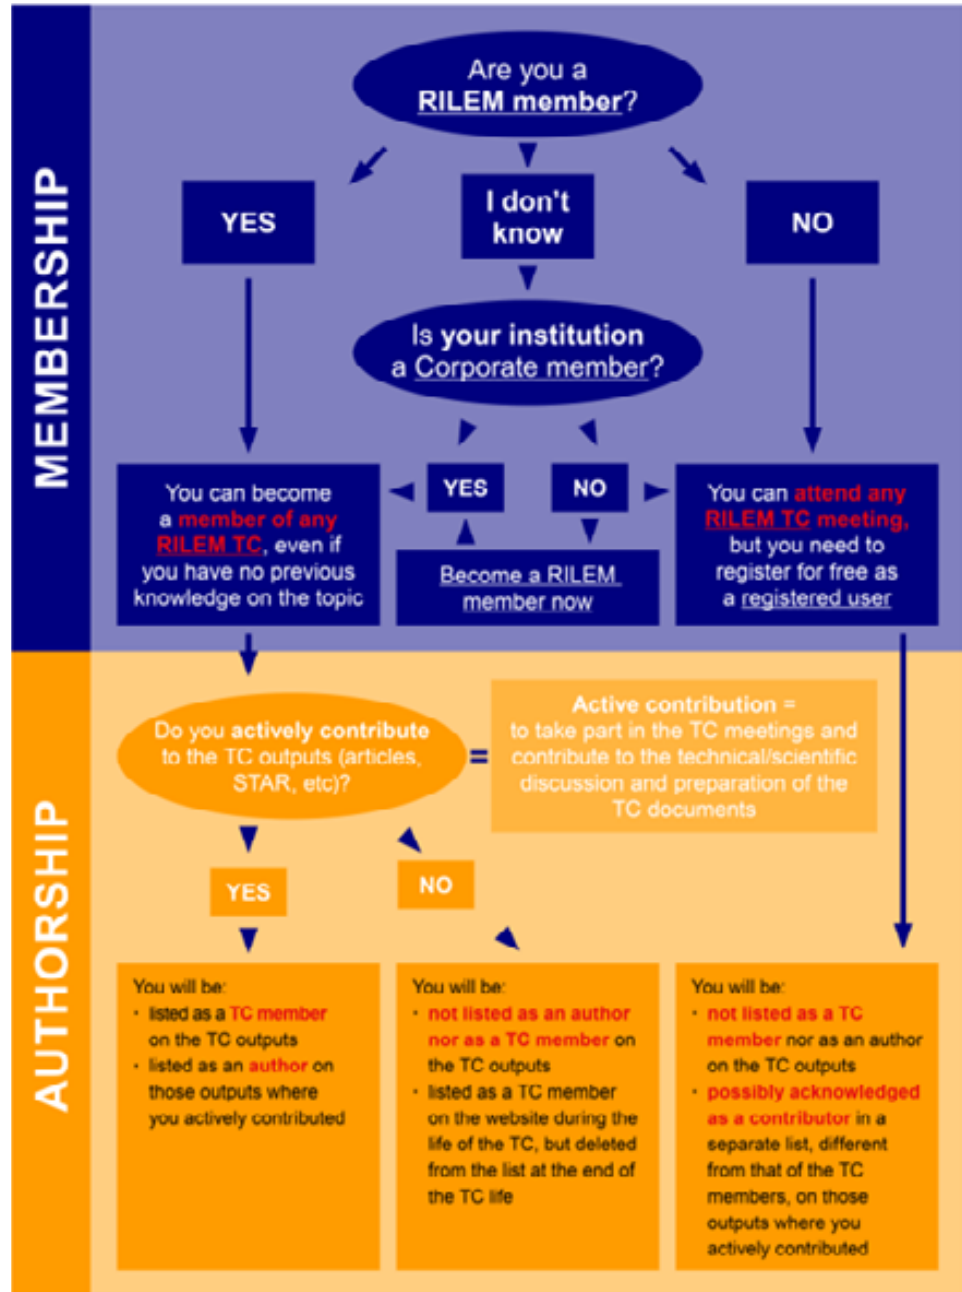 MEMBERSHIP
Are you a
RILEM member?
YES
I don't
know
NO
Is your institution
a Corporate member?
YES
NO
You can become
a member of any
RILEM TC, even if
you have no previous
knowledge on the topic
Become a RILEM
member now
You can attend any
RILEM TC meeting,
but you need to
register for free as
a registered user
AUTHORSHIP
Do you actively contribute
to the TC outputs (articles,
STAR, etc)?
=
Active contribution =
to take part in the TC meetings and
contribute to the technical/scientific
discussion and preparation of the
TC documents
YES
NO
You will be:
· listed as a TC member
on the TC outputs
· listed as an author on
those outputs where
you actively contributed
You will be:
· not listed as an author
nor as a TC member on
the TC outputs
· listed as a TC member
on the website during the
life of the TC, but deleted
from the list at the end of
the TC life
You will be:
· not listed as a TC
member nor as an author
on the TC outputs
· possibly acknowledged
as a contributor in a
separate list, different
from that of the TC
members, on those
outputs where you
actively contributed